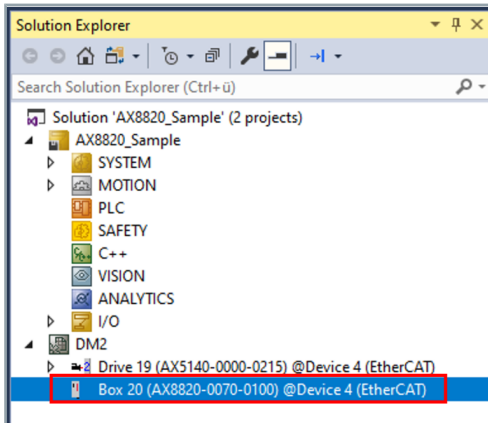 Solution Explorer
Search Solution Explorer (Ctrl+ü)
Solution 'AX8820_Sample' (2 projects)
AX8820_Sample
SYSTEM
MOTION
PLC
SAFETY
C++
VISION
ANALYTICS
I/O
DM2
Drive 19 (AX5140-0000-0215) @Device 4 (EtherCAT)
Box 20 (AX8820-0070-0100) @Device 4 (EtherCAT)